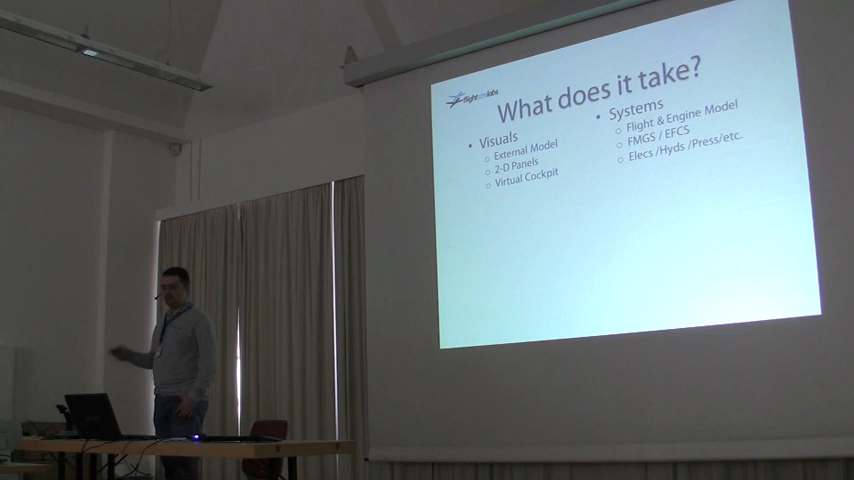 flightsimlabs
What does it take?
• Visuals
○ External Model
○ 2-D Panels
○ Virtual Cockpit
• Systems
○ Flight & Engine Model
○ FMGS / EFCS
○ Elecs /Hyds /Press/etc.